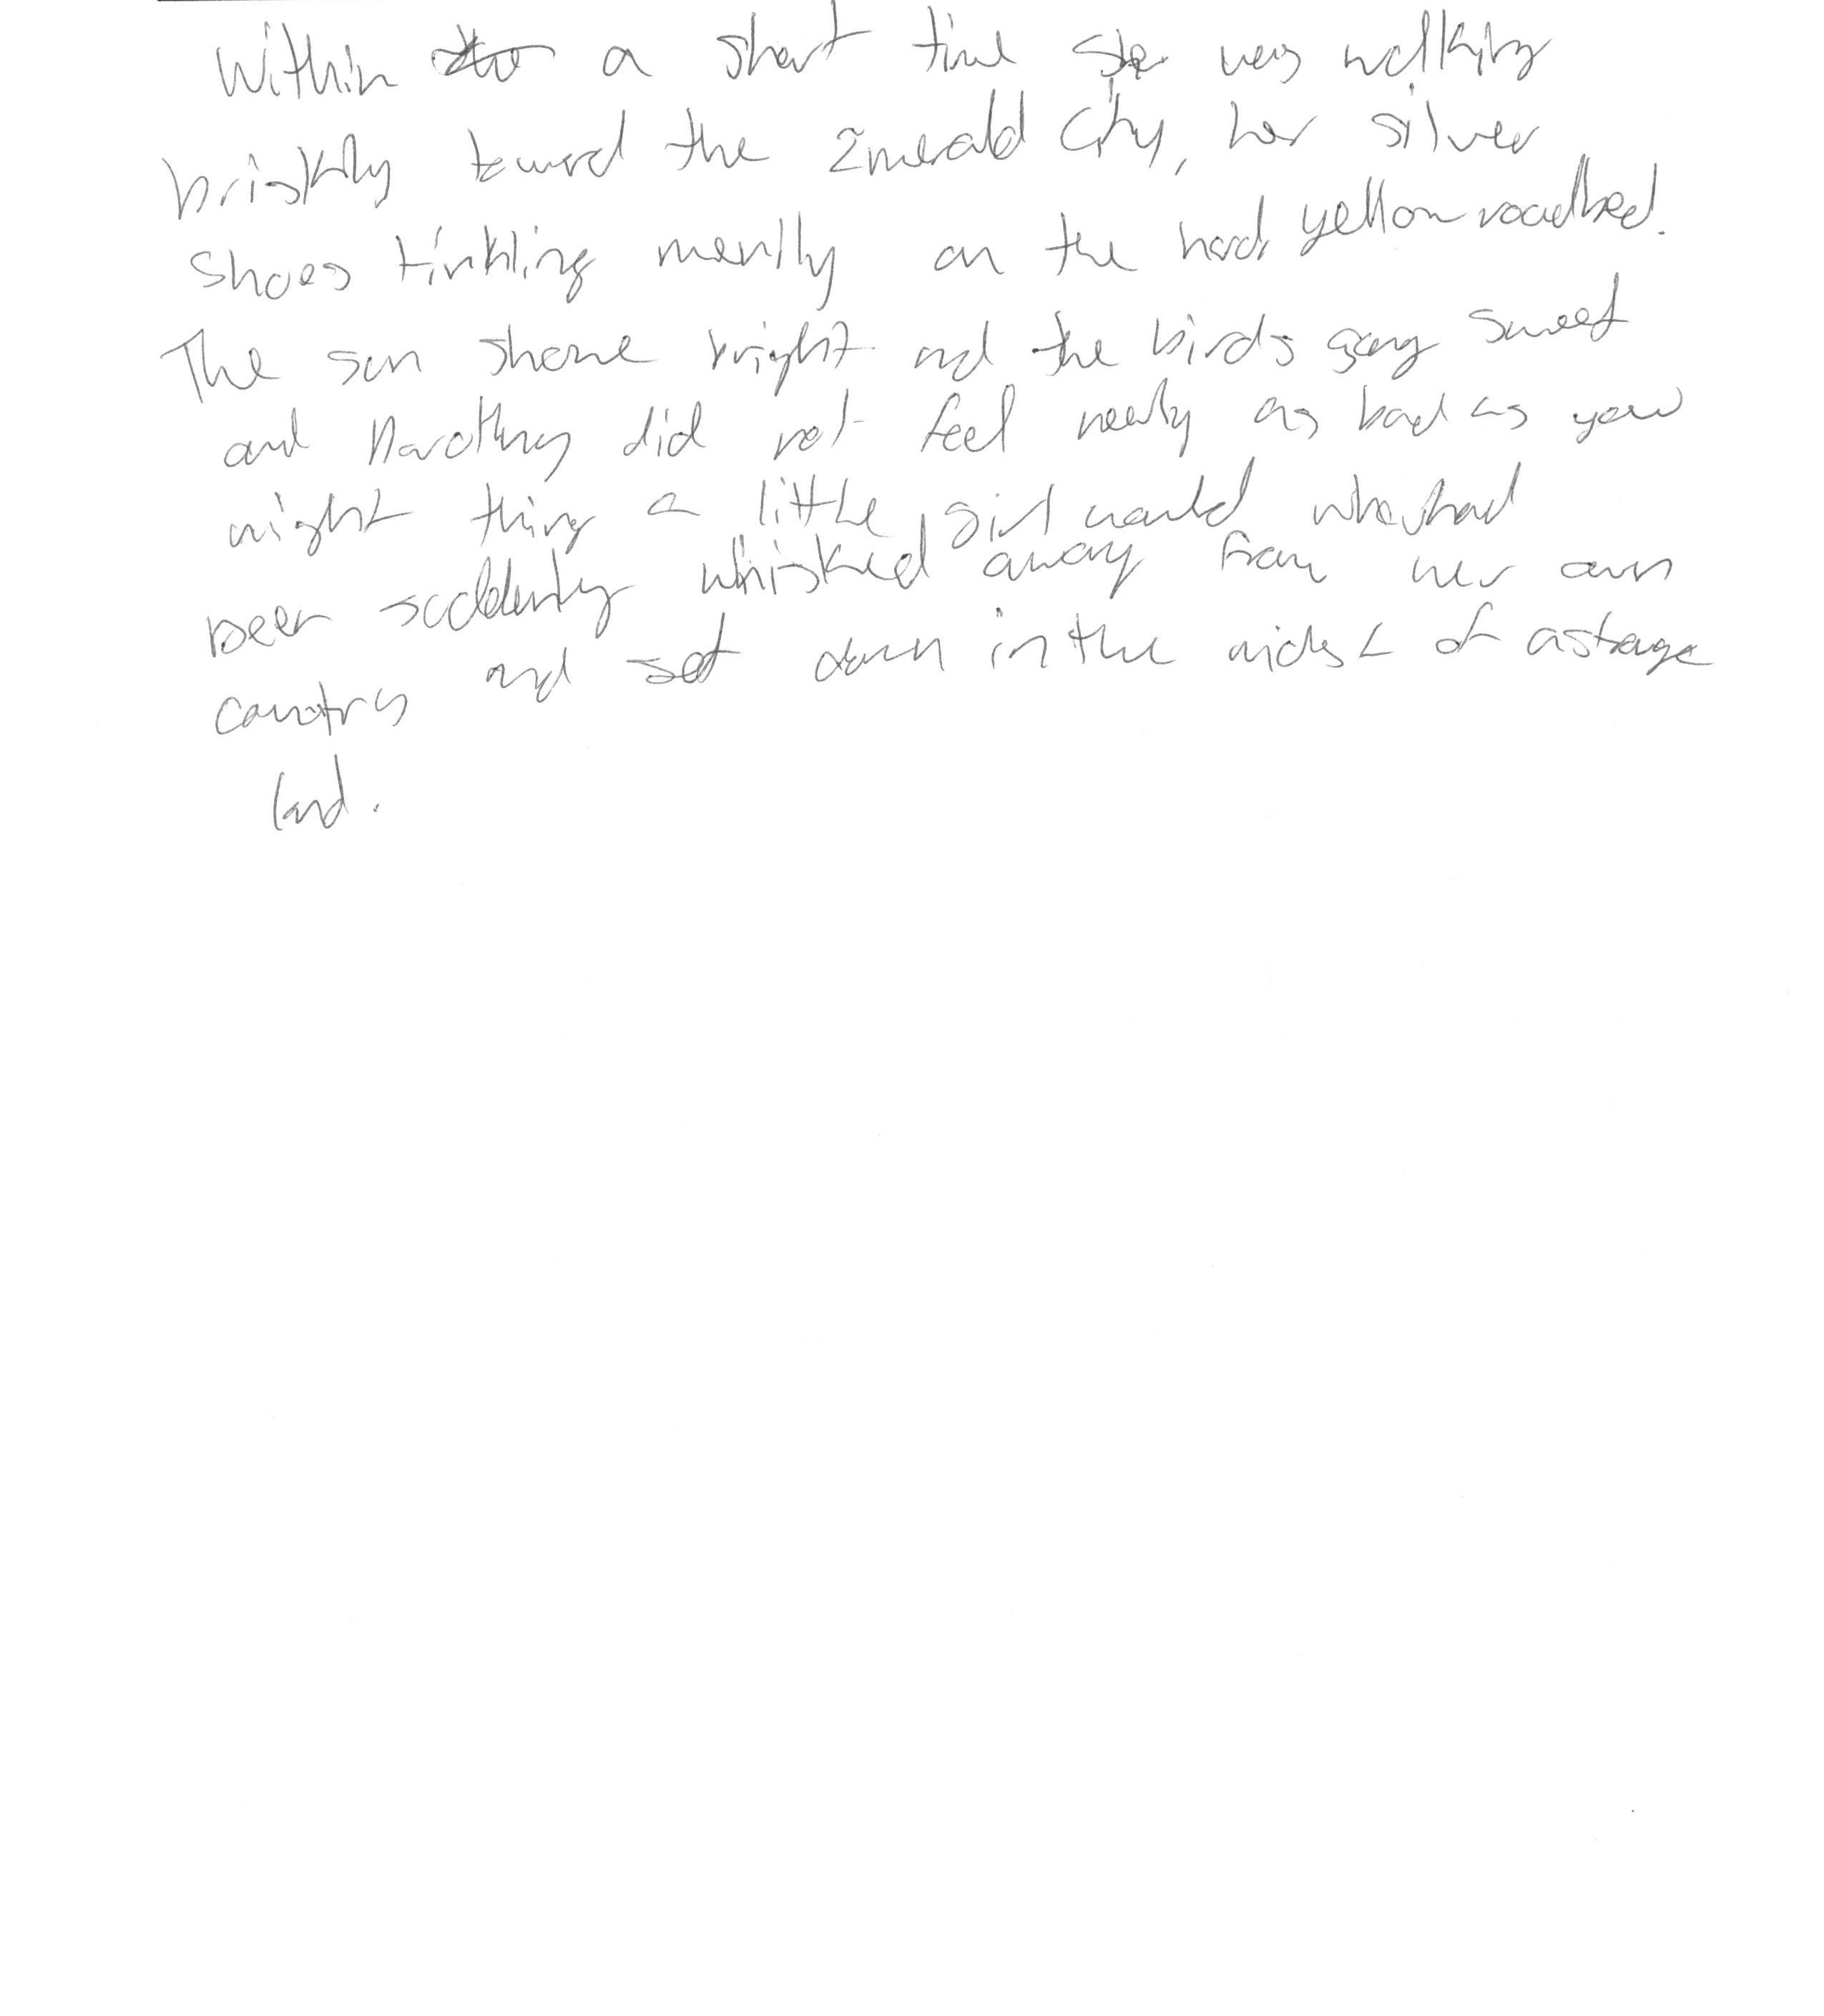 Within a short time she was walking
briskly toward the Emerald City, her silver
shoes tinkling merrily on the hard, yellow roadbed.
The sun shone bright and the birds sang sweet
and Dorothy did not feel nearly as bad as you
might thing a little girl would who had
been suddenly whisked away from her own
country and set down in the midst of a strange
land.